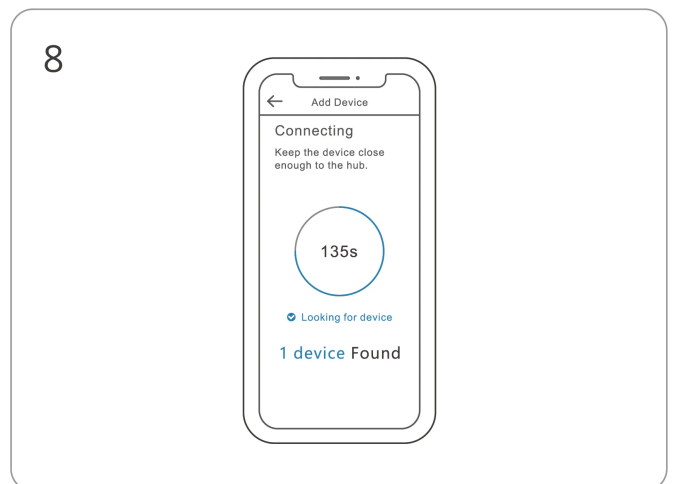 8
Add Device
Connecting
Keep the device close
enough to the hub.
135s
Looking for device
1 device Found